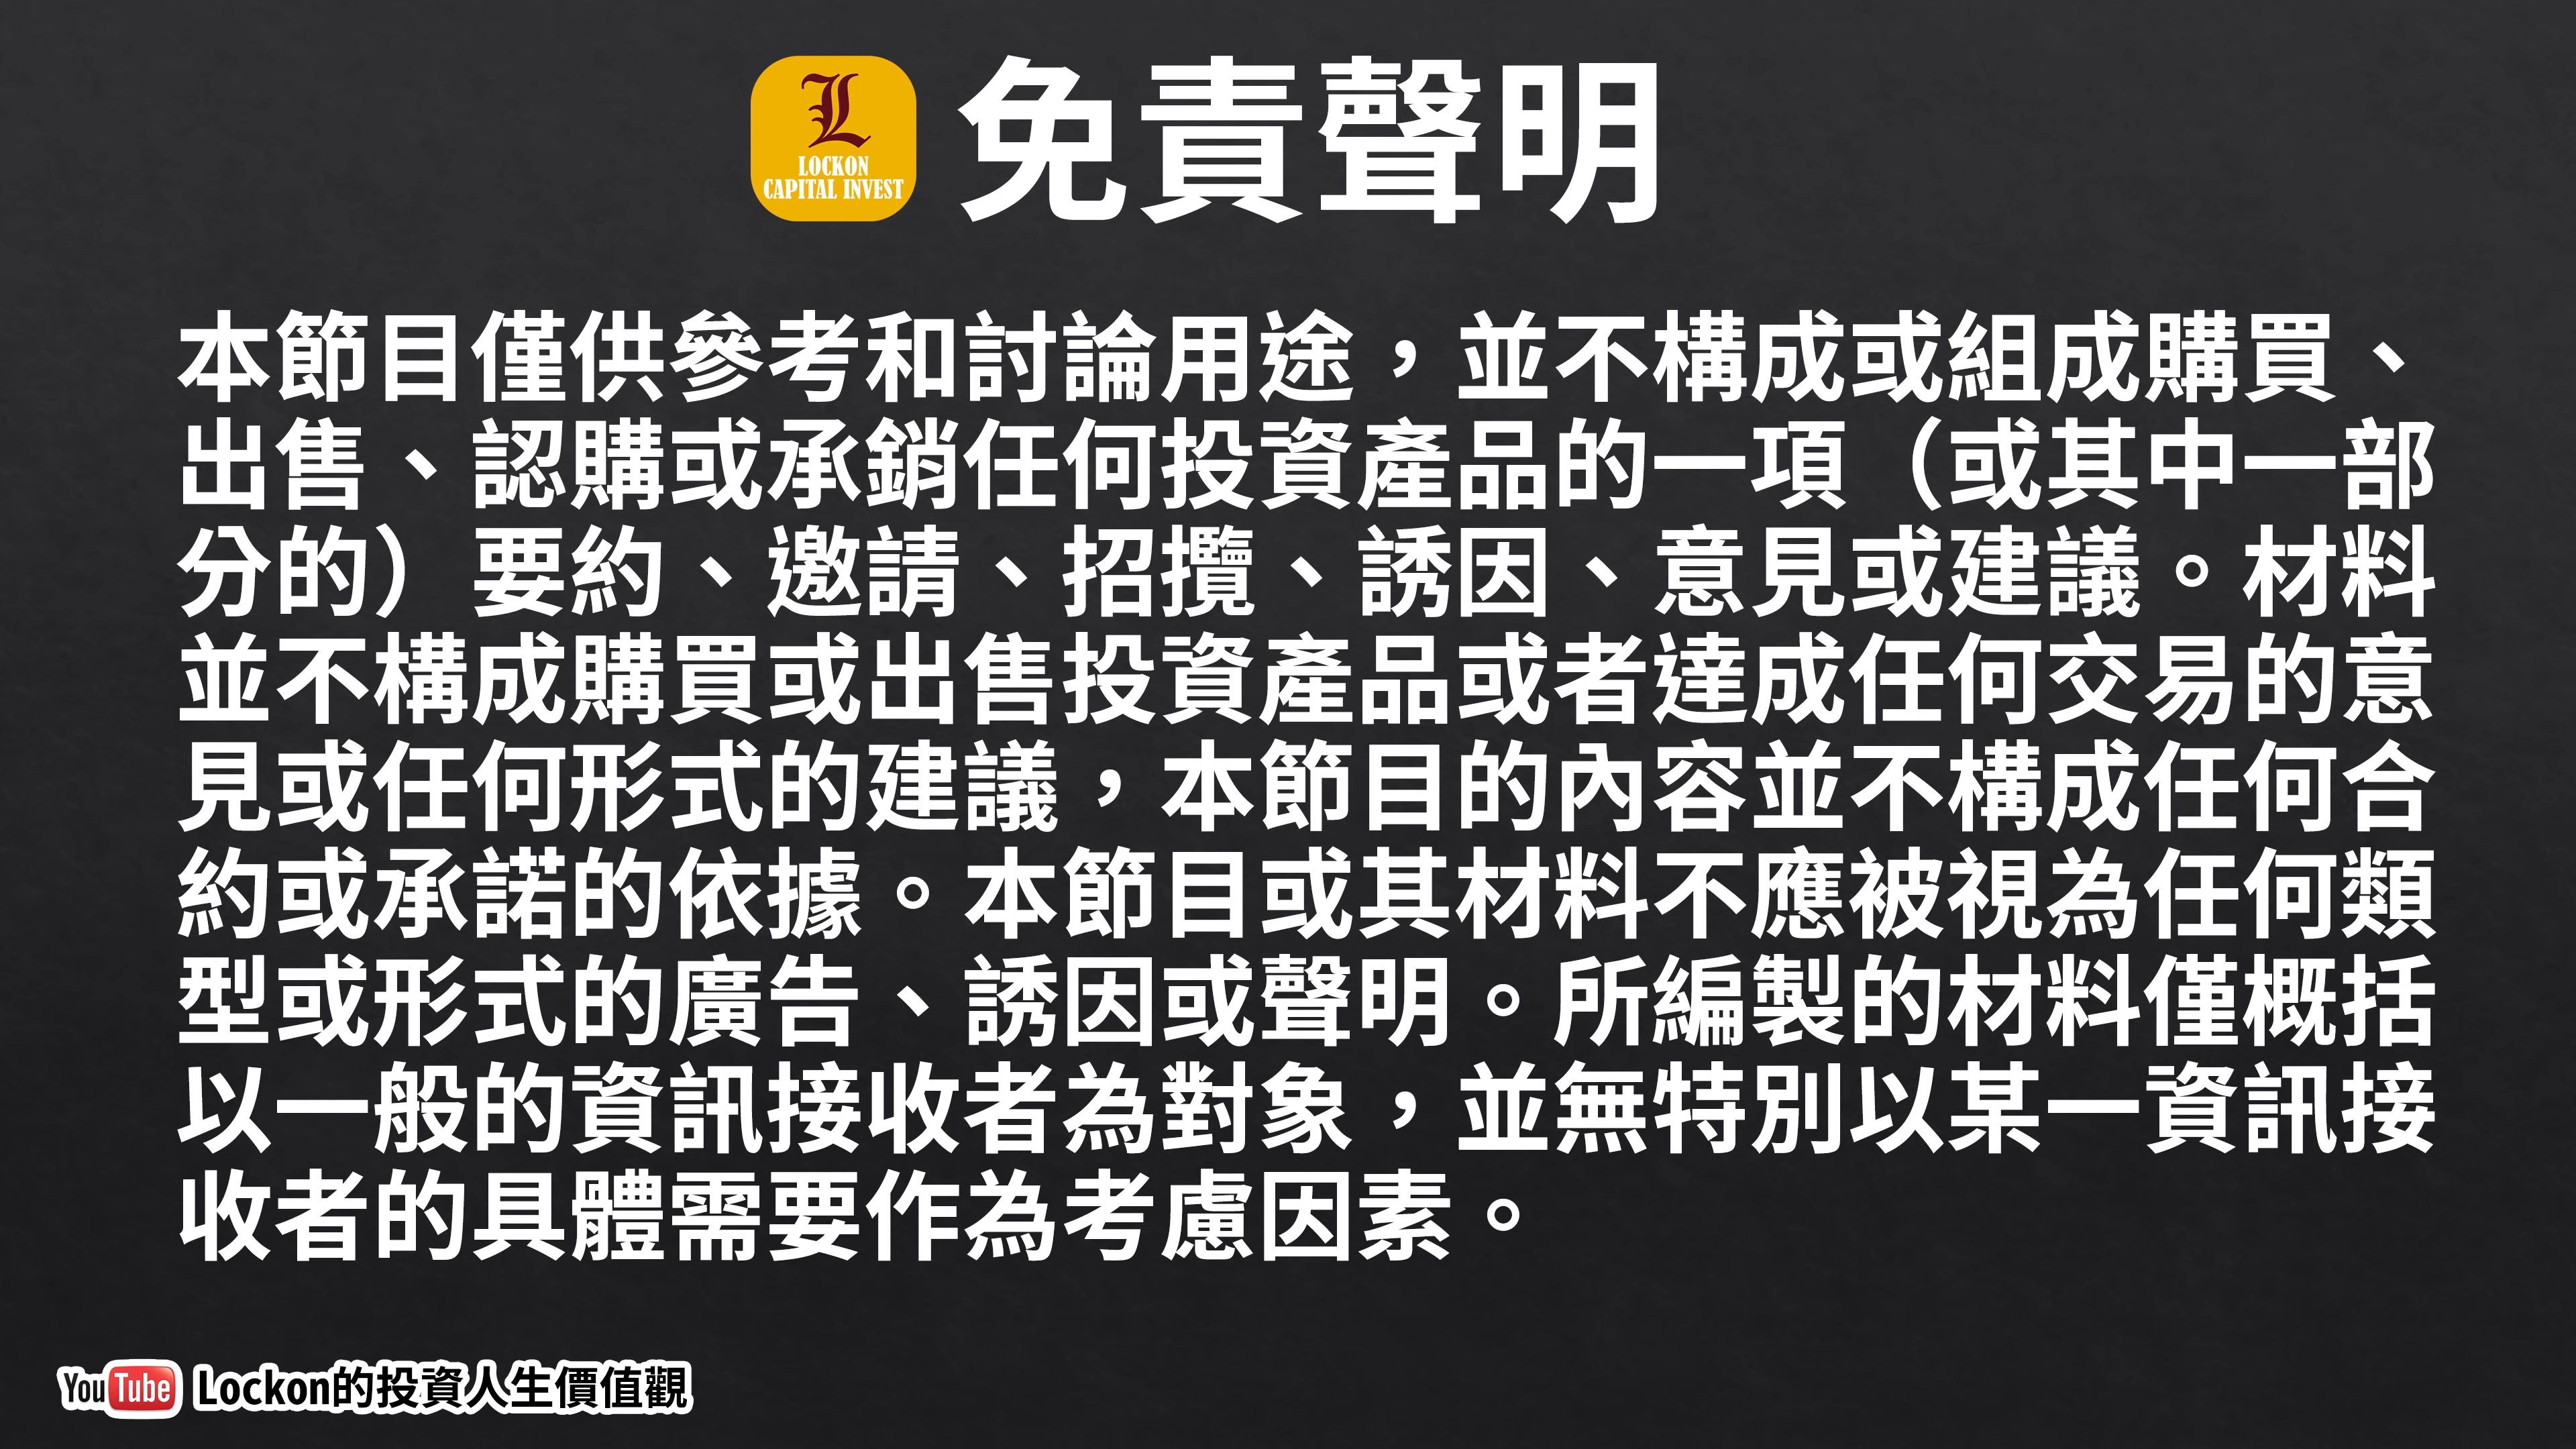 L
LOCKON
CAPITAL INVEST
免責聲明
本節目僅供參考和討論用途，並不構成或組成購買、
出售、認購或承銷任何投資產品的一項（或其中一部
分的）要約、邀請、招攬、誘因、意見或建議。材料
並不構成購買或出售投資產品或者達成任何交易的意
見或任何形式的建議，本節目的內容並不構成任何合
約或承諾的依據。本節目或其材料不應被視為任何類
型或形式的廣告、誘因或聲明。所編製的材料僅概括
以一般的資訊接收者為對象，並無特別以某一資訊接
收者的具體需要作為考慮因素。
YouTube Lockon的投資人生價值觀